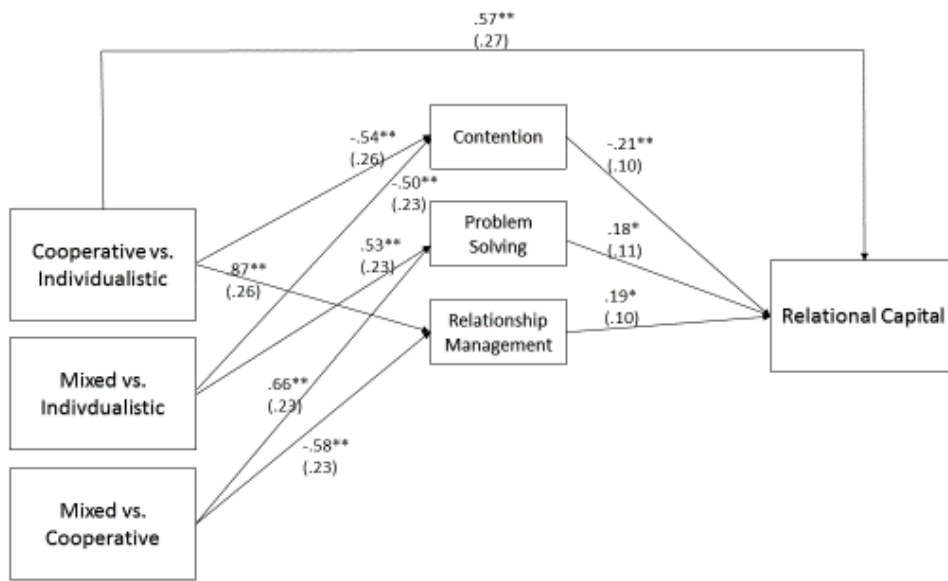 .57**
(.27)
-.54**
(.26)
Contention
-.21**
(.10)
-.50**
(.23)
Cooperative vs.
Individualistic
.53**
(.23)
Problem
Solving
.18*
(.11)
.87**
(.26)
Relationship
Management
.19*
(.10)
Relational Capital
Mixed vs.
Indivdualistic
.66**
(.23)
-.58**
(.23)
Mixed vs.
Cooperative